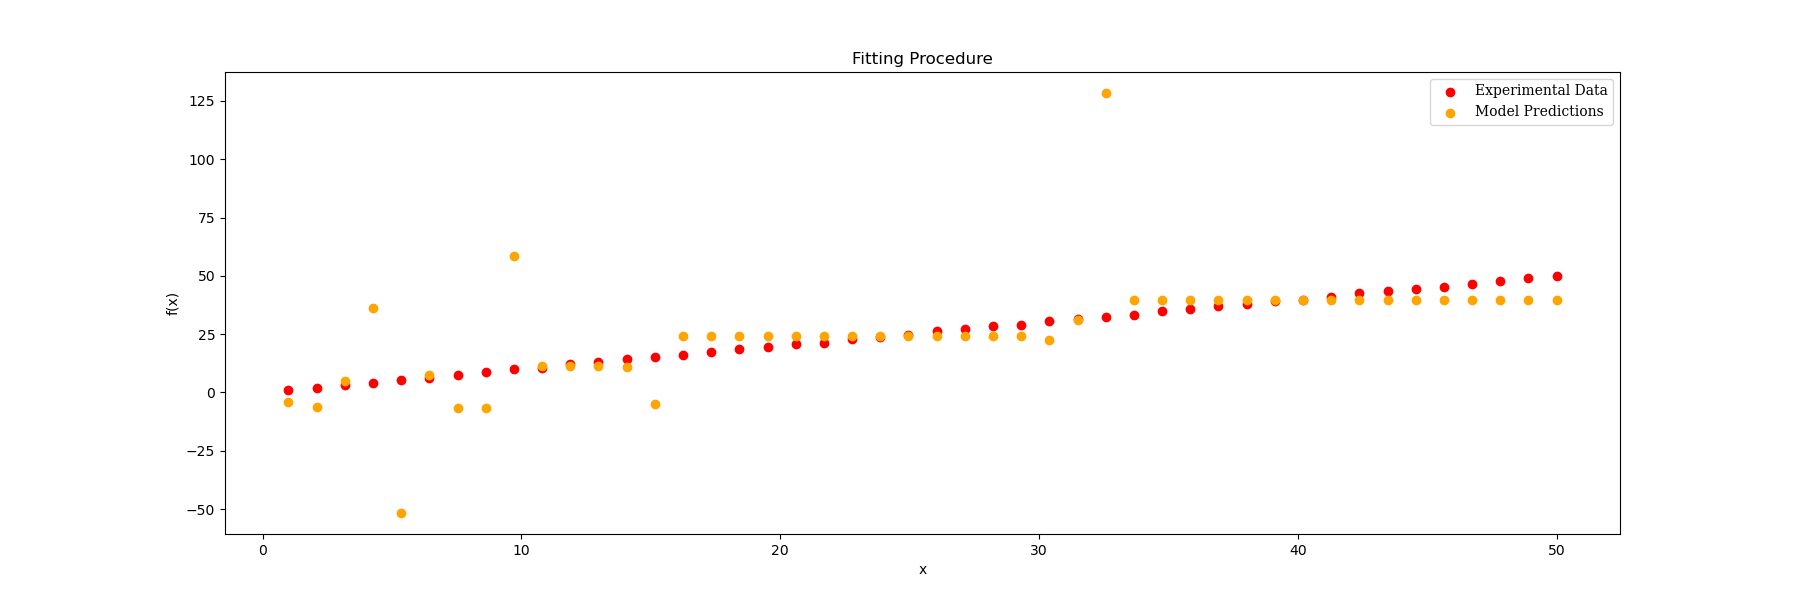 Fitting Procedure
Experimental Data
Model Predictions
125
100
75
50
25
0
−25
−50
f(x)
0 10 20 30 40 50
x